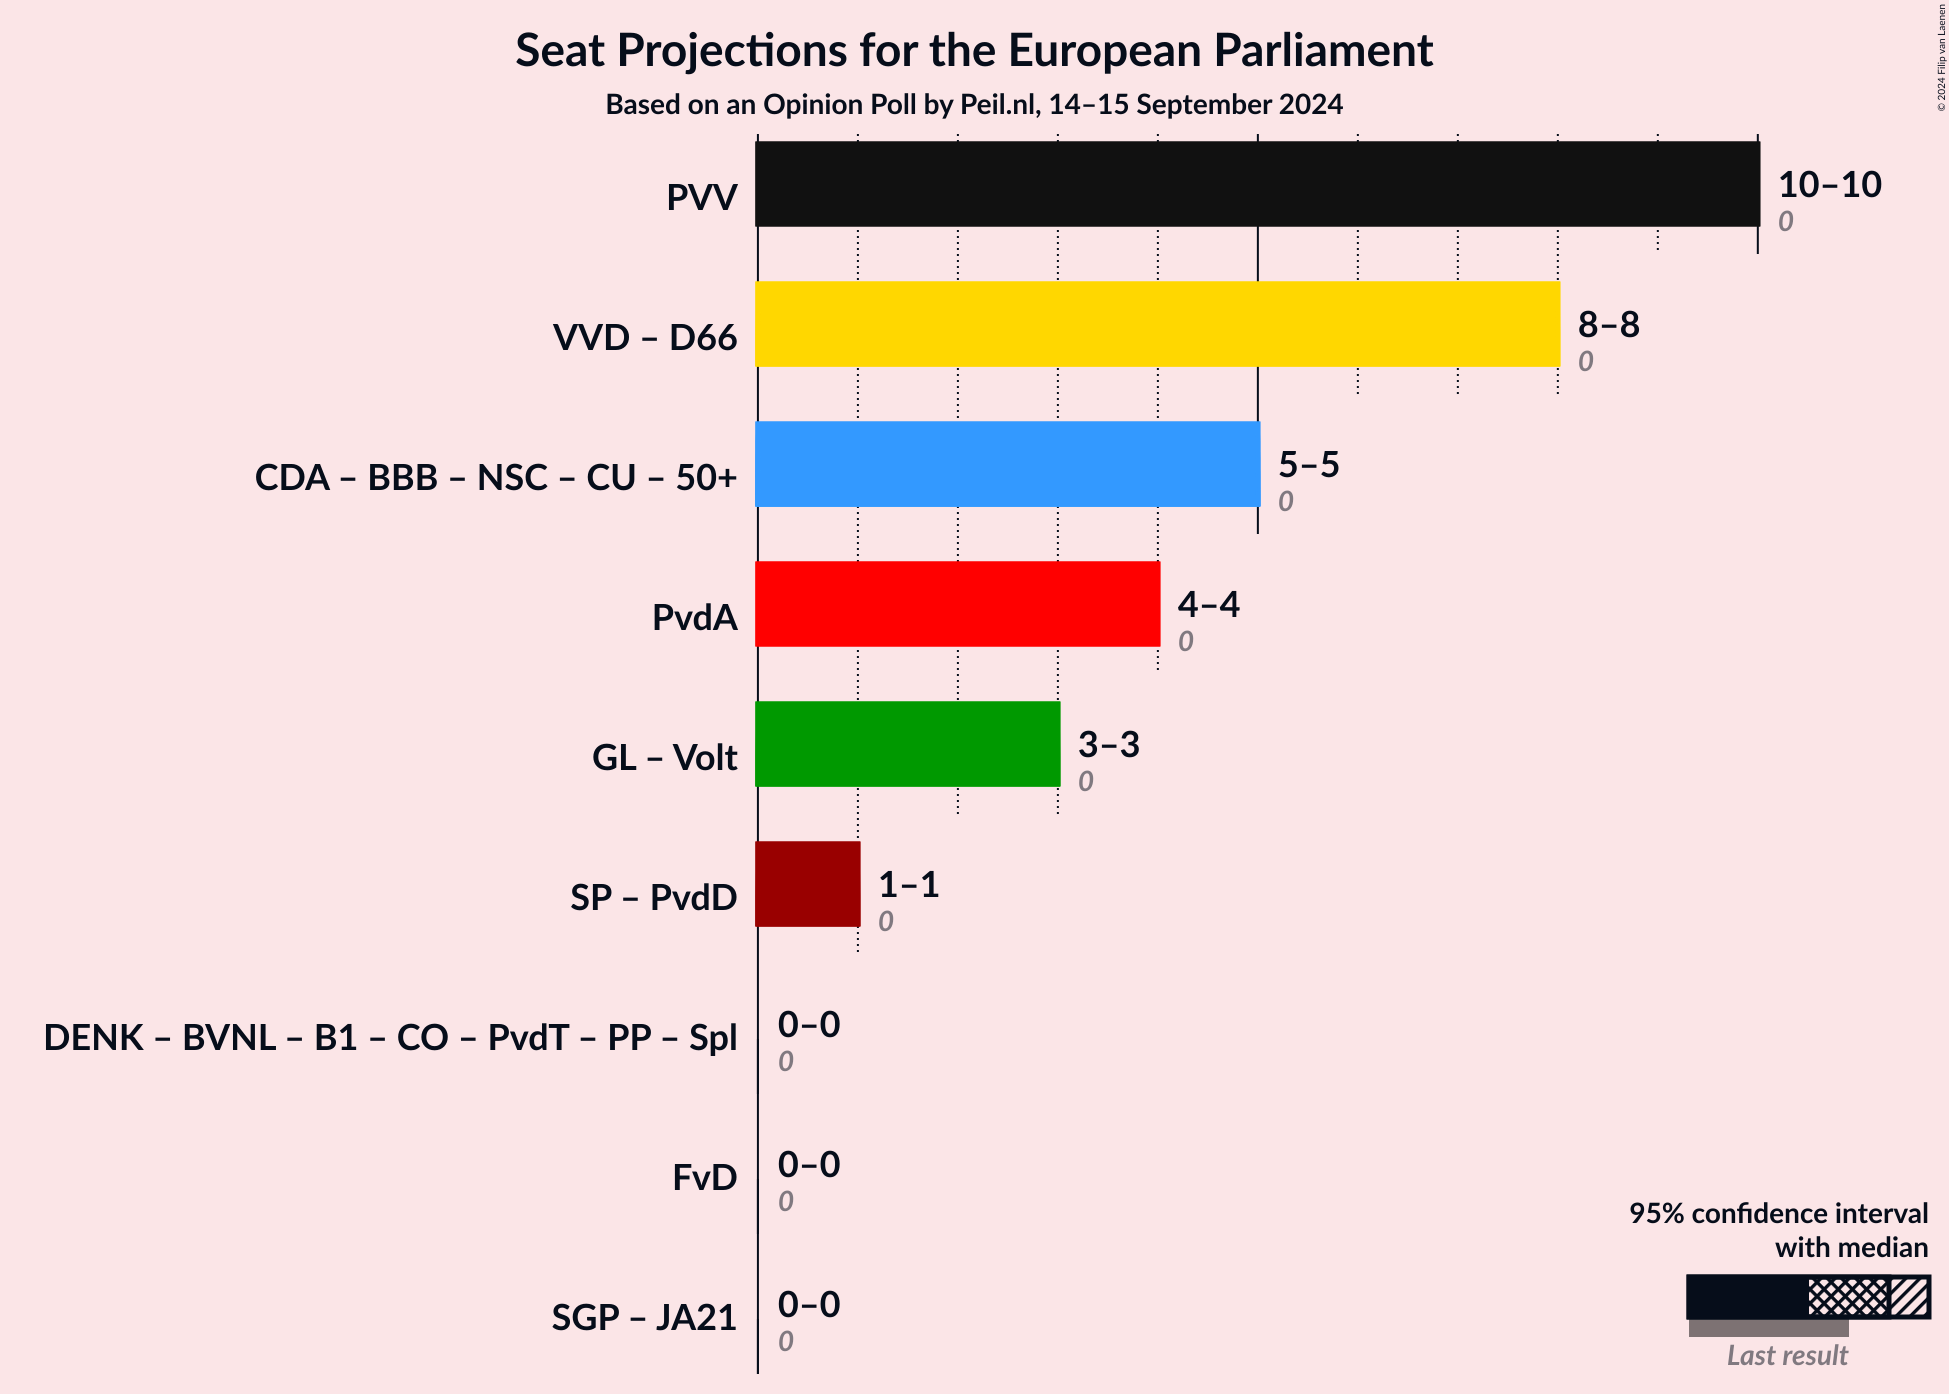 Seat Projections for the European Parliament
Based on an Opinion Poll by Peil.nl, 14–15 September 2024
© 2024 Filip van Laenen
PVV
10–10
0
VVD – D66
8–8
0
CDA – BBB – NSC – CU – 50+
5–5
0
PvdA
4–4
0
GL – Volt
3–3
0
SP – PvdD
1–1
0
DENK – BVNL – B1 – CO – PvdT – PP – Spl
0–0
0
FvD
0–0
0
SGP – JA21
0–0
0
95% confidence interval
with median
Last result